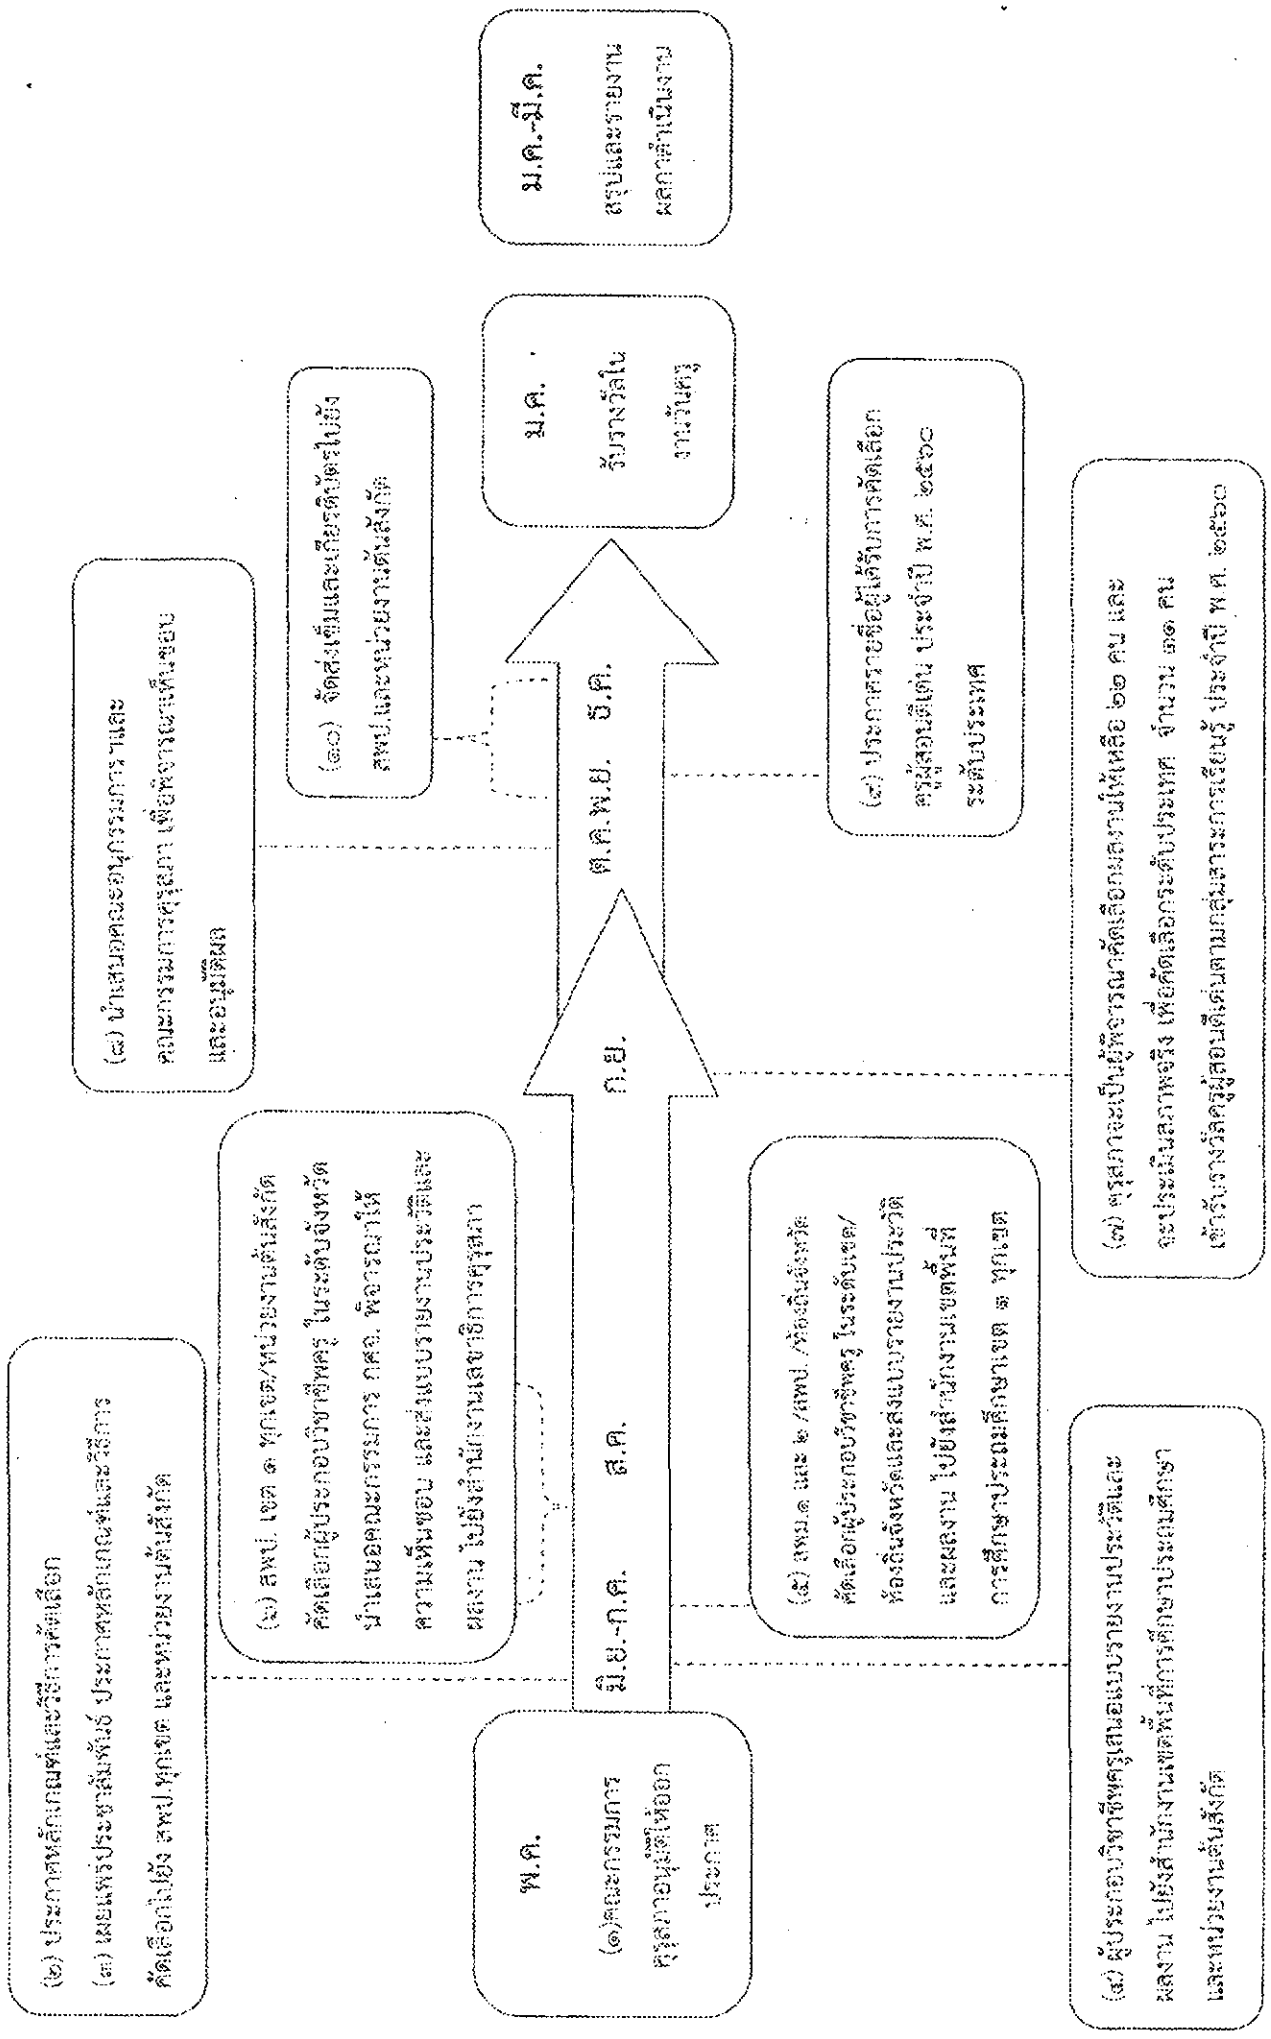 (๒) ประกาศหลักเกณฑ์และวิธีการคัดเลือก
(๓) เผยแพร่ประชาสัมพันธ์ ประกาศหลักเกณฑ์และวิธีการ
คัดเลือกไปยัง สพป.ทุกเขต และหน่วยงานต้นสังกัด
(๘) นำเสนอคณะอนุกรรมการฯและ
คณะกรรมการคุรุสภา เพื่อพิจารณาเห็นชอบ
และอนุมัติผล
(๖) สพป. เขต ๑ ทุกเขต/หน่วยงานต้นสังกัด
คัดเลือกผู้ประกอบวิชาชีพครู ในระดับจังหวัด
นำเสนอคณะกรรมการ กศจ. พิจารณาให้
ความเห็นชอบ และส่งแบบรายงานประวัติและ
ผลงาน ไปยังสำนักงานเลขาธิการคุรุสภา
(๑๐) จัดส่งเข็มและเกียรติบัตรไปยัง
สพป.และหน่วยงานต้นสังกัด
พ.ค.
(๑)คณะกรรมการ
คุรุสภาอนุมัติให้ออก
ประกาศ
มิ.ย.-ก.ค. ส.ค.
ก.ย.
ต.ค.พ.ย. ธ.ค.
ม.ค.
รับรางวัลใน
งานวันครู
ม.ค.-มี.ค.
สรุปและรายงาน
ผลการดำเนินงาน
(๕) สพม.๑ และ ๒ /สพป. /ท้องถิ่นจังหวัด
คัดเลือกผู้ประกอบวิชาชีพครู ในระดับเขต/
ท้องถิ่นจังหวัดและส่งแบบรายงานประวัติ
และผลงาน ไปยังสำนักงานเขตพื้นที่
การศึกษาประถมศึกษาเขต ๑ ทุกเขต
(๙) ประกาศรายชื่อผู้ได้รับการคัดเลือก
ครูผู้สอนดีเด่น ประจำปี พ.ศ. ๒๕๖๐
ระดับประเทศ
(๔) ผู้ประกอบวิชาชีพครูเสนอแบบรายงานประวัติและ
ผลงาน ไปยังสำนักงานเขตพื้นที่การศึกษาประถมศึกษา
และหน่วยงานต้นสังกัด
(๗) คุรุสภาจะเป็นผู้พิจารณาคัดเลือกผลงานให้เหลือ ๒๒ คน และ
จะประเมินสภาพจริง เพื่อคัดเลือกระดับประเทศ จำนวน ๑๑ คน
เข้ารับรางวัลครูผู้สอนดีเด่นตามกลุ่มสาระการเรียนรู้ ประจำปี พ.ศ. ๒๕๖๐